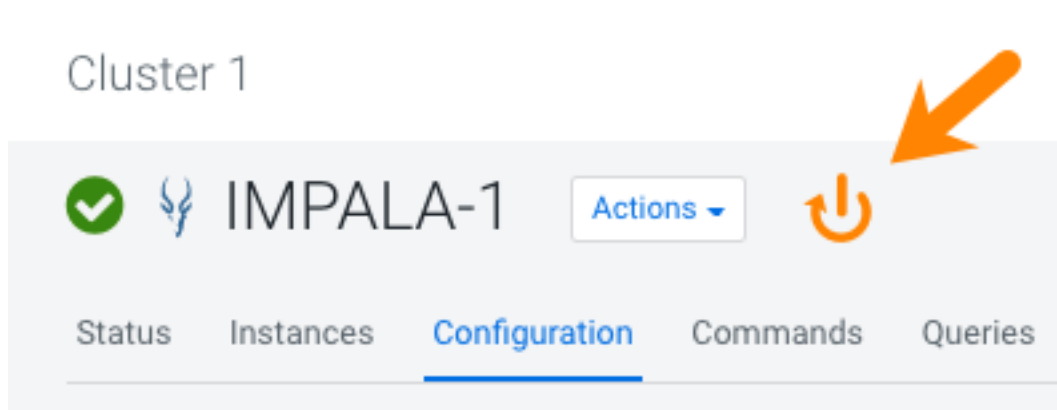 Cluster 1
IMPALA-1 Actions
Status Instances Configuration Commands Queries